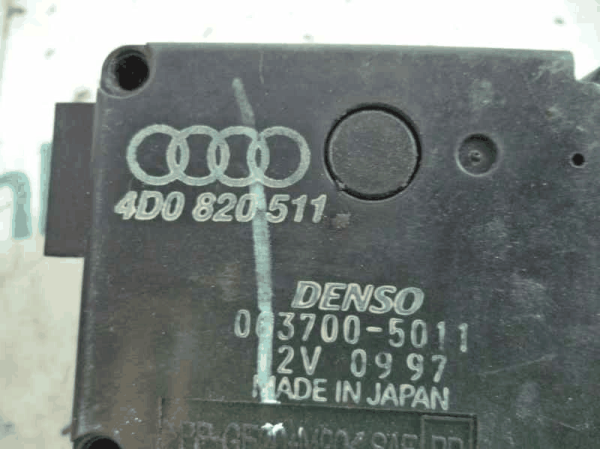 4D0 820 511
DENSO
063700-5011
12V 0997
MADE IN JAPAN